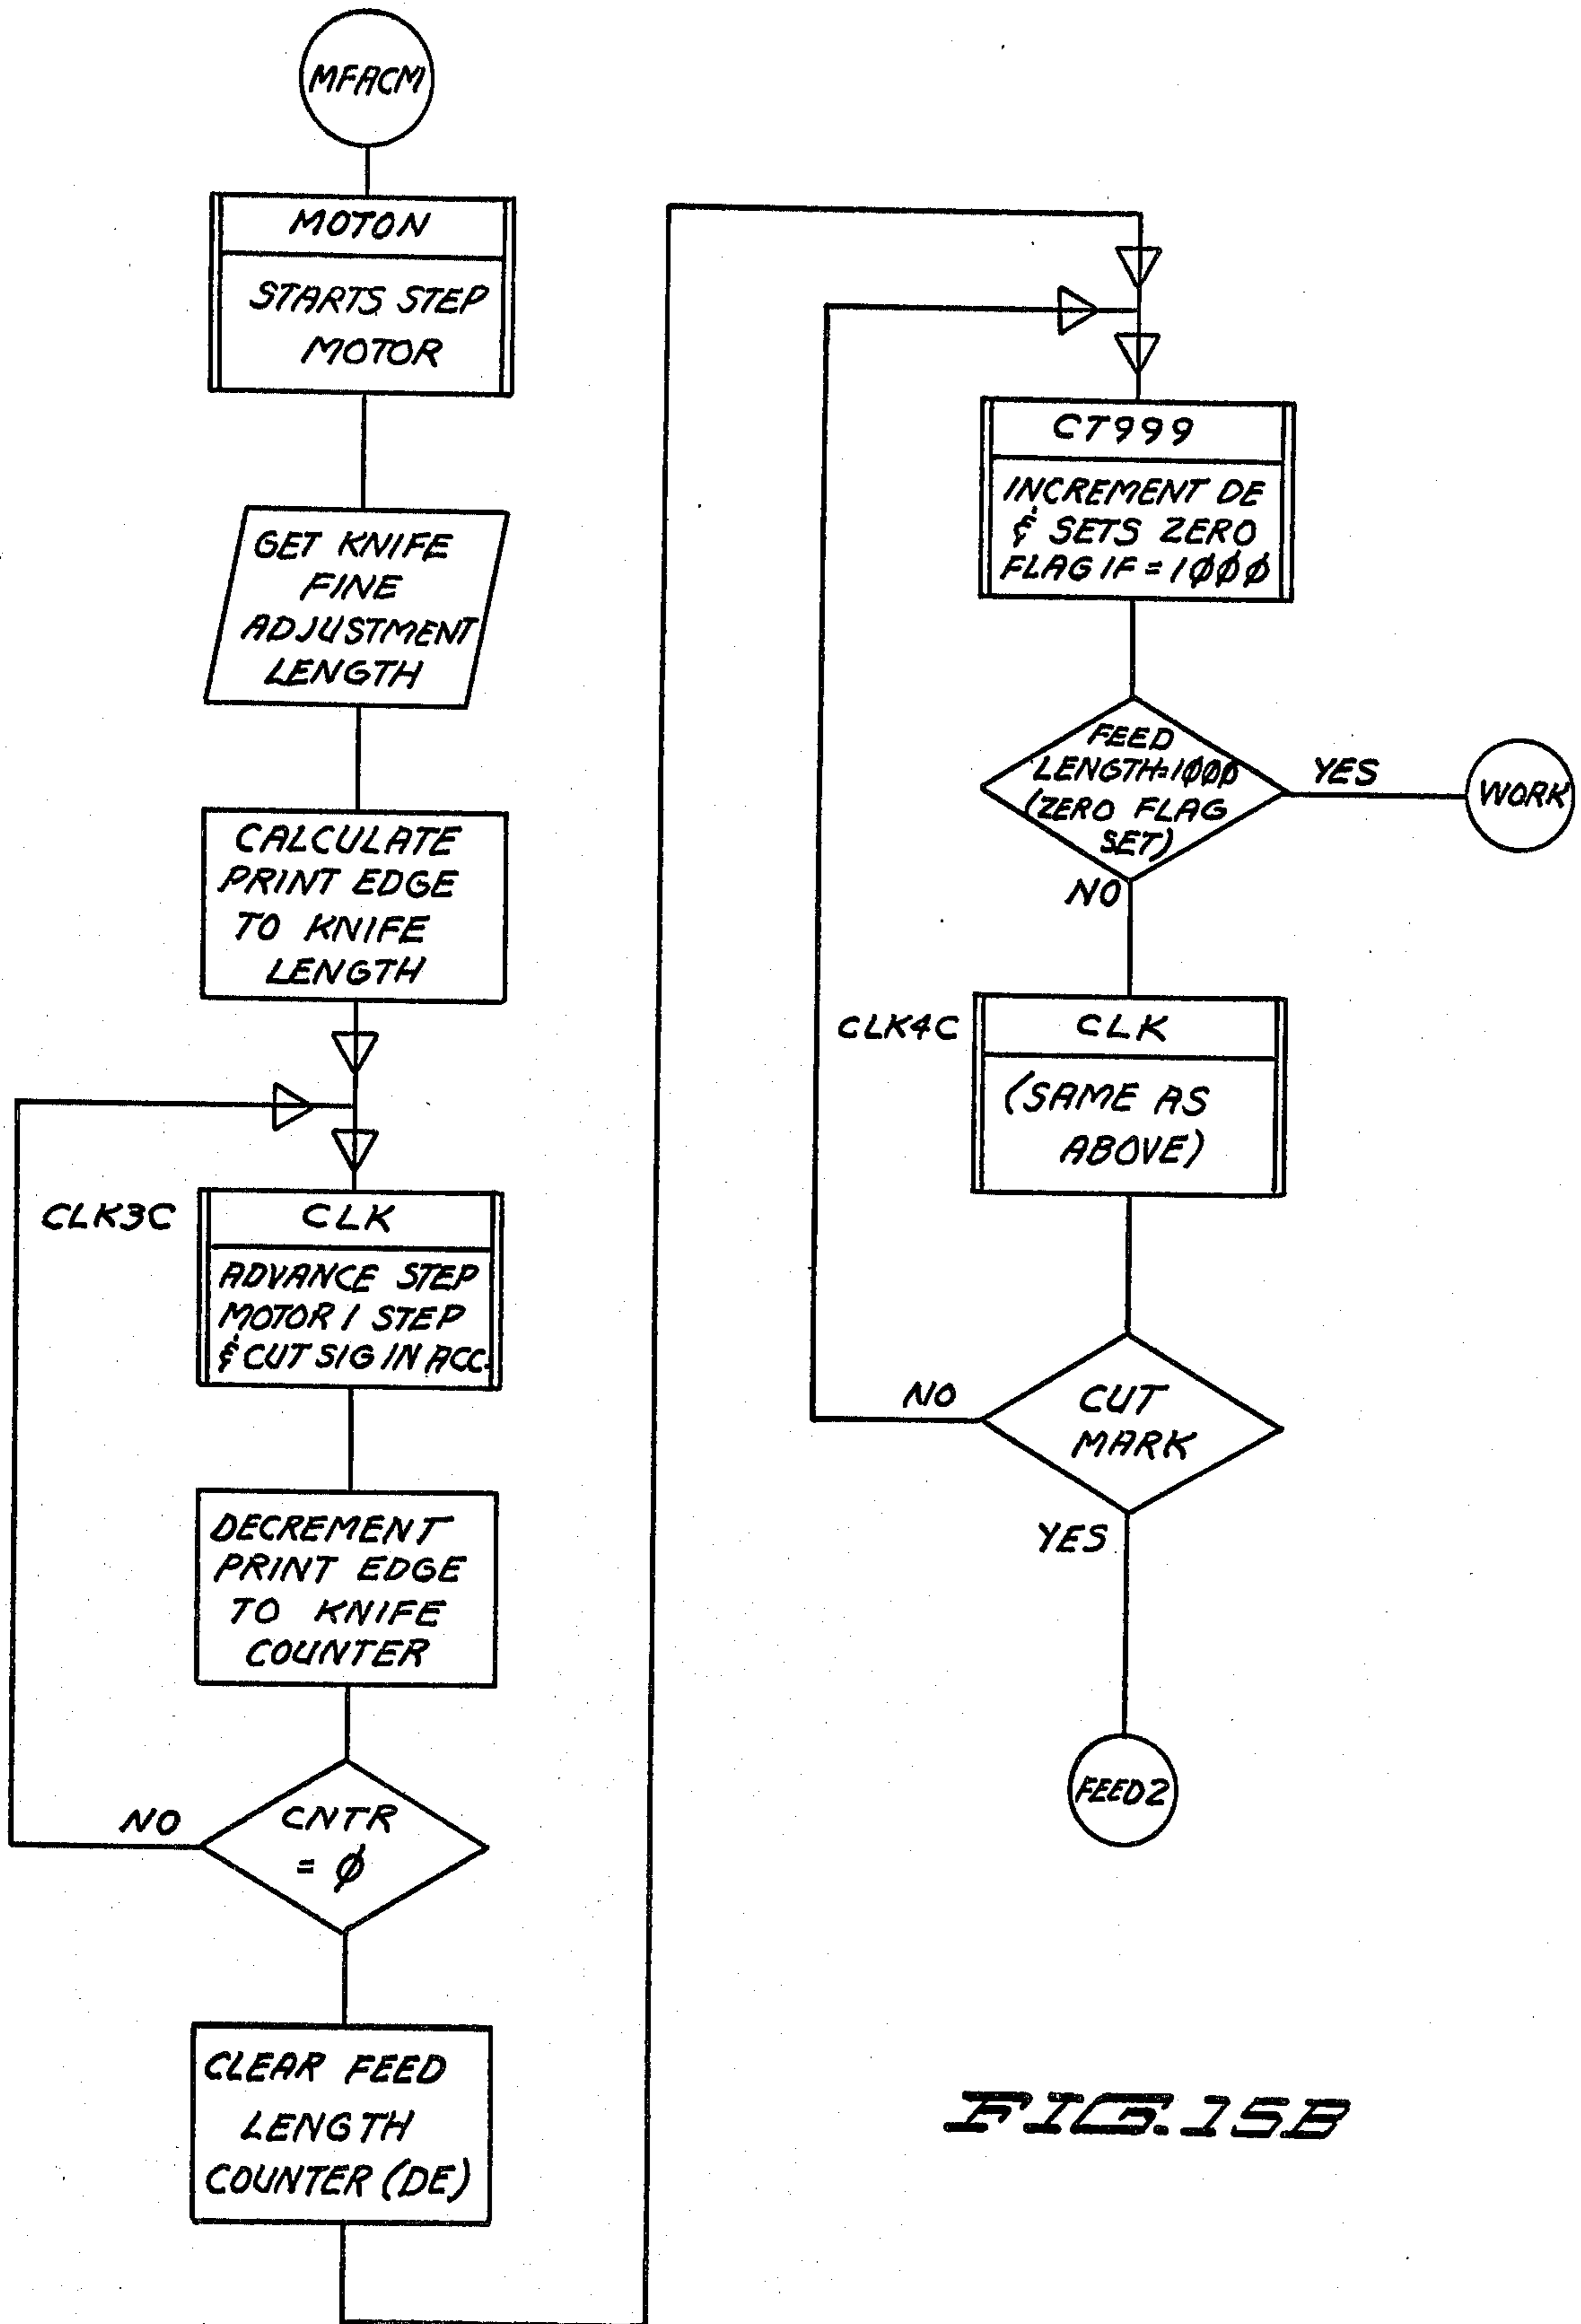 MFACM
MOTON
STARTS STEP
MOTOR
GET KNIFE
FINE
ADJUSTMENT
LENGTH
CALCULATE
PRINT EDGE
TO KNIFE
LENGTH
CLK3C
CLK
ADVANCE STEP
MOTOR 1 STEP
& CUT SIG IN ACC.
DECREMENT
PRINT EDGE
TO KNIFE
COUNTER
NO
CNTR
= Ø
CLEAR FEED
LENGTH
COUNTER (DE)
CT999
INCREMENT DE
& SETS ZERO
FLAG IF = 1ØØØ
FEED
LENGTH=1ØØØ
(ZERO FLAG
SET)
YES
WORK
NO
CLK4C
CLK
(SAME AS
ABOVE)
NO
CUT
MARK
YES
FEED2
FIG. 15B